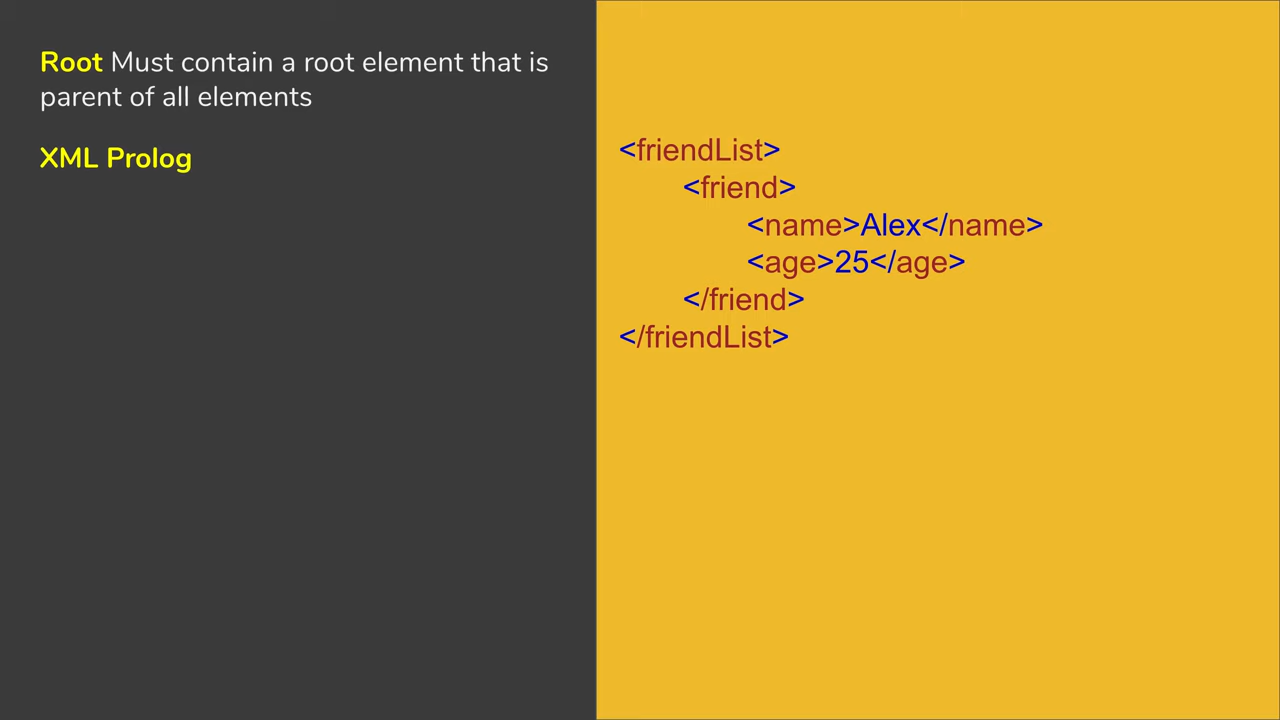 Root Must contain a root element that is
parent of all elements
XML Prolog
<friendList>
<friend>
<name>Alex</name>
<age>25</age>
</friend>
</friendList>